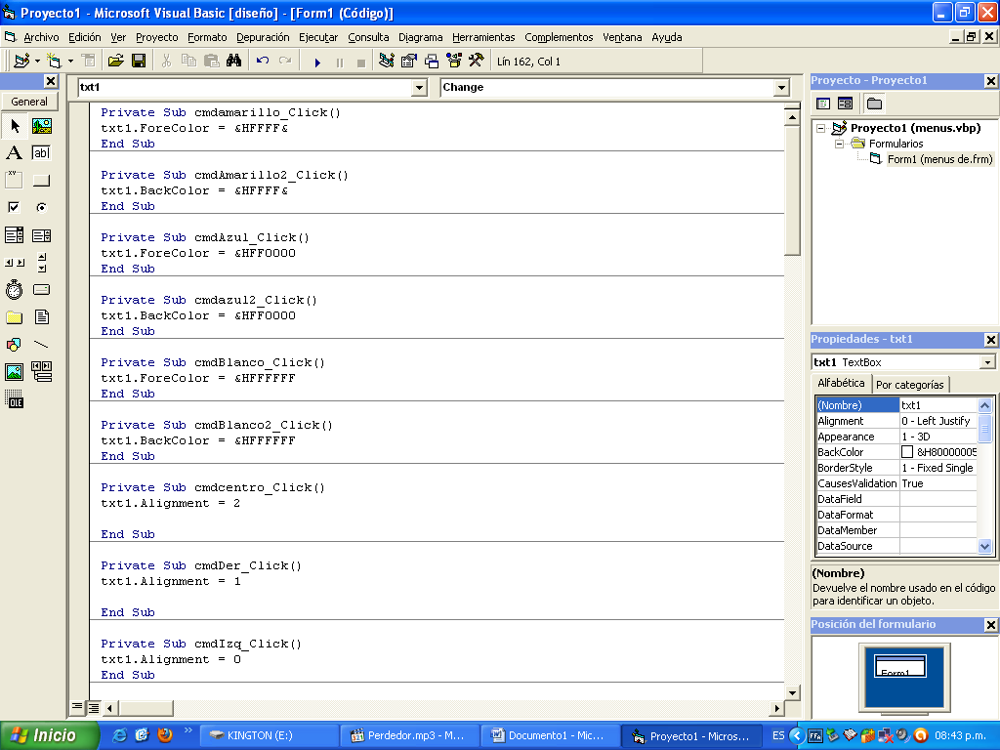 Proyecto1 - Microsoft Visual Basic [diseño] - [Form1 (Código)]
Archivo Edición Ver Proyecto Formato Depuración Ejecutar Consulta Diagrama Herramientas Complementos Ventana Ayuda
Lín 162, Col 1
General
A
ab
xy
OLE
txt1 Change
Private Sub cmdamarillo_Click()
txt1.ForeColor = &HFFFF&
End Sub
Private Sub cmdAmarillo2_Click()
txt1.BackColor = &HFFFF&
End Sub
Private Sub cmdAzul_Click()
txt1.ForeColor = &HFF0000
End Sub
Private Sub cmdazul2_Click()
txt1.BackColor = &HFF0000
End Sub
Private Sub cmdBlanco_Click()
txt1.ForeColor = &HFFFFFF
End Sub
Private Sub cmdBlanco2_Click()
txt1.BackColor = &HFFFFFF
End Sub
Private Sub cmdcentro_Click()
txt1.Alignment = 2
End Sub
Private Sub cmdDer_Click()
txt1.Alignment = 1
End Sub
Private Sub cmdIzq_Click()
txt1.Alignment = 0
End Sub
Proyecto - Proyecto1
Proyecto1 (menus.vbp)
Formularios
Form1 (menus de.frm)
Propiedades - txt1
txt1 TextBox
Alfabética Por categorías
(Nombre) txt1
Alignment 0 - Left Justify
Appearance 1 - 3D
BackColor &H80000005
BorderStyle 1 - Fixed Single
CausesValidation True
DataField
DataFormat
DataMember
DataSource
(Nombre)
Devuelve el nombre usado en el código
para identificar un objeto.
Posición del formulario
Form1
Inicio
KINGTON (E:)
Perdedor.mp3 - M...
Documento1 - Mic...
Proyecto1 - Micros...
ES
08:43 p.m.